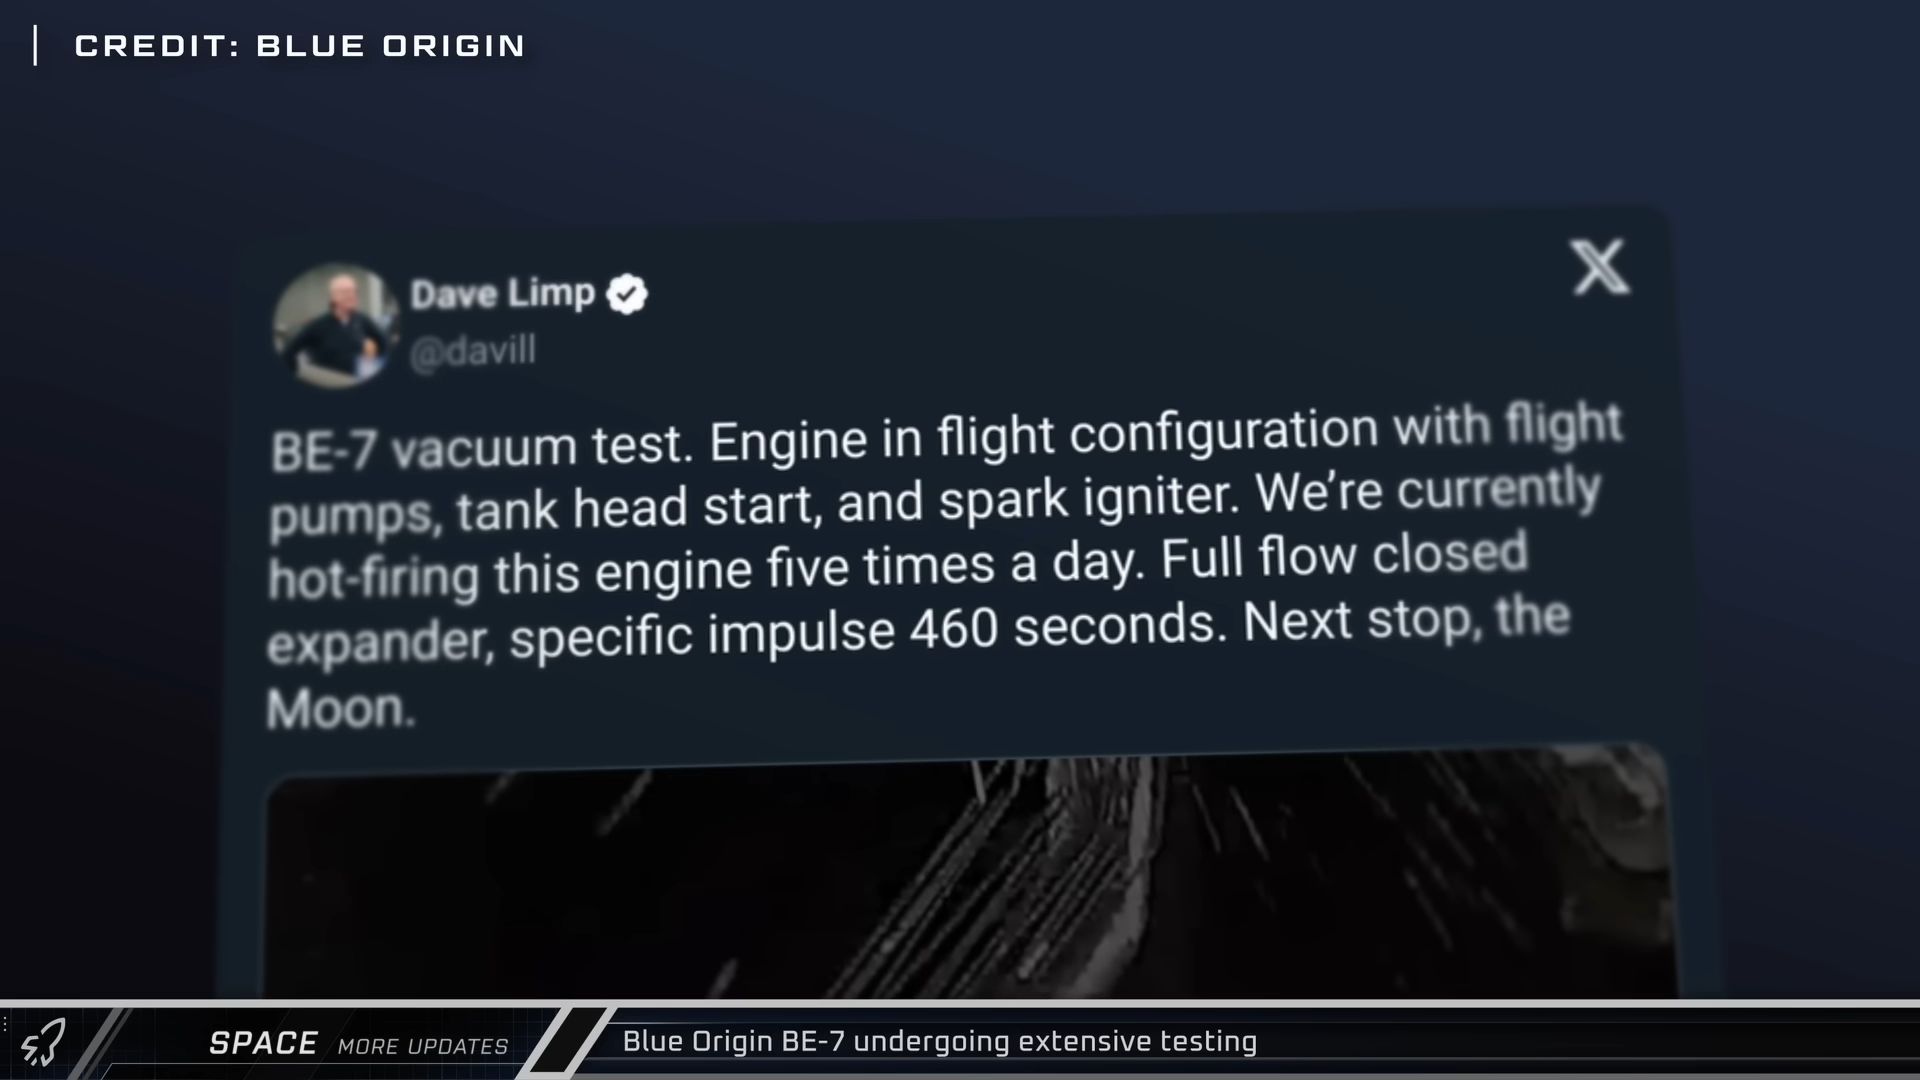 CREDIT: BLUE ORIGIN
Dave Limp
@davill
BE-7 vacuum test. Engine in flight configuration with flight
pumps, tank head start, and spark igniter. We’re currently
hot-firing this engine five times a day. Full flow closed
expander, specific impulse 460 seconds. Next stop, the
Moon.
SPACE MORE UPDATES
Blue Origin BE-7 undergoing extensive testing